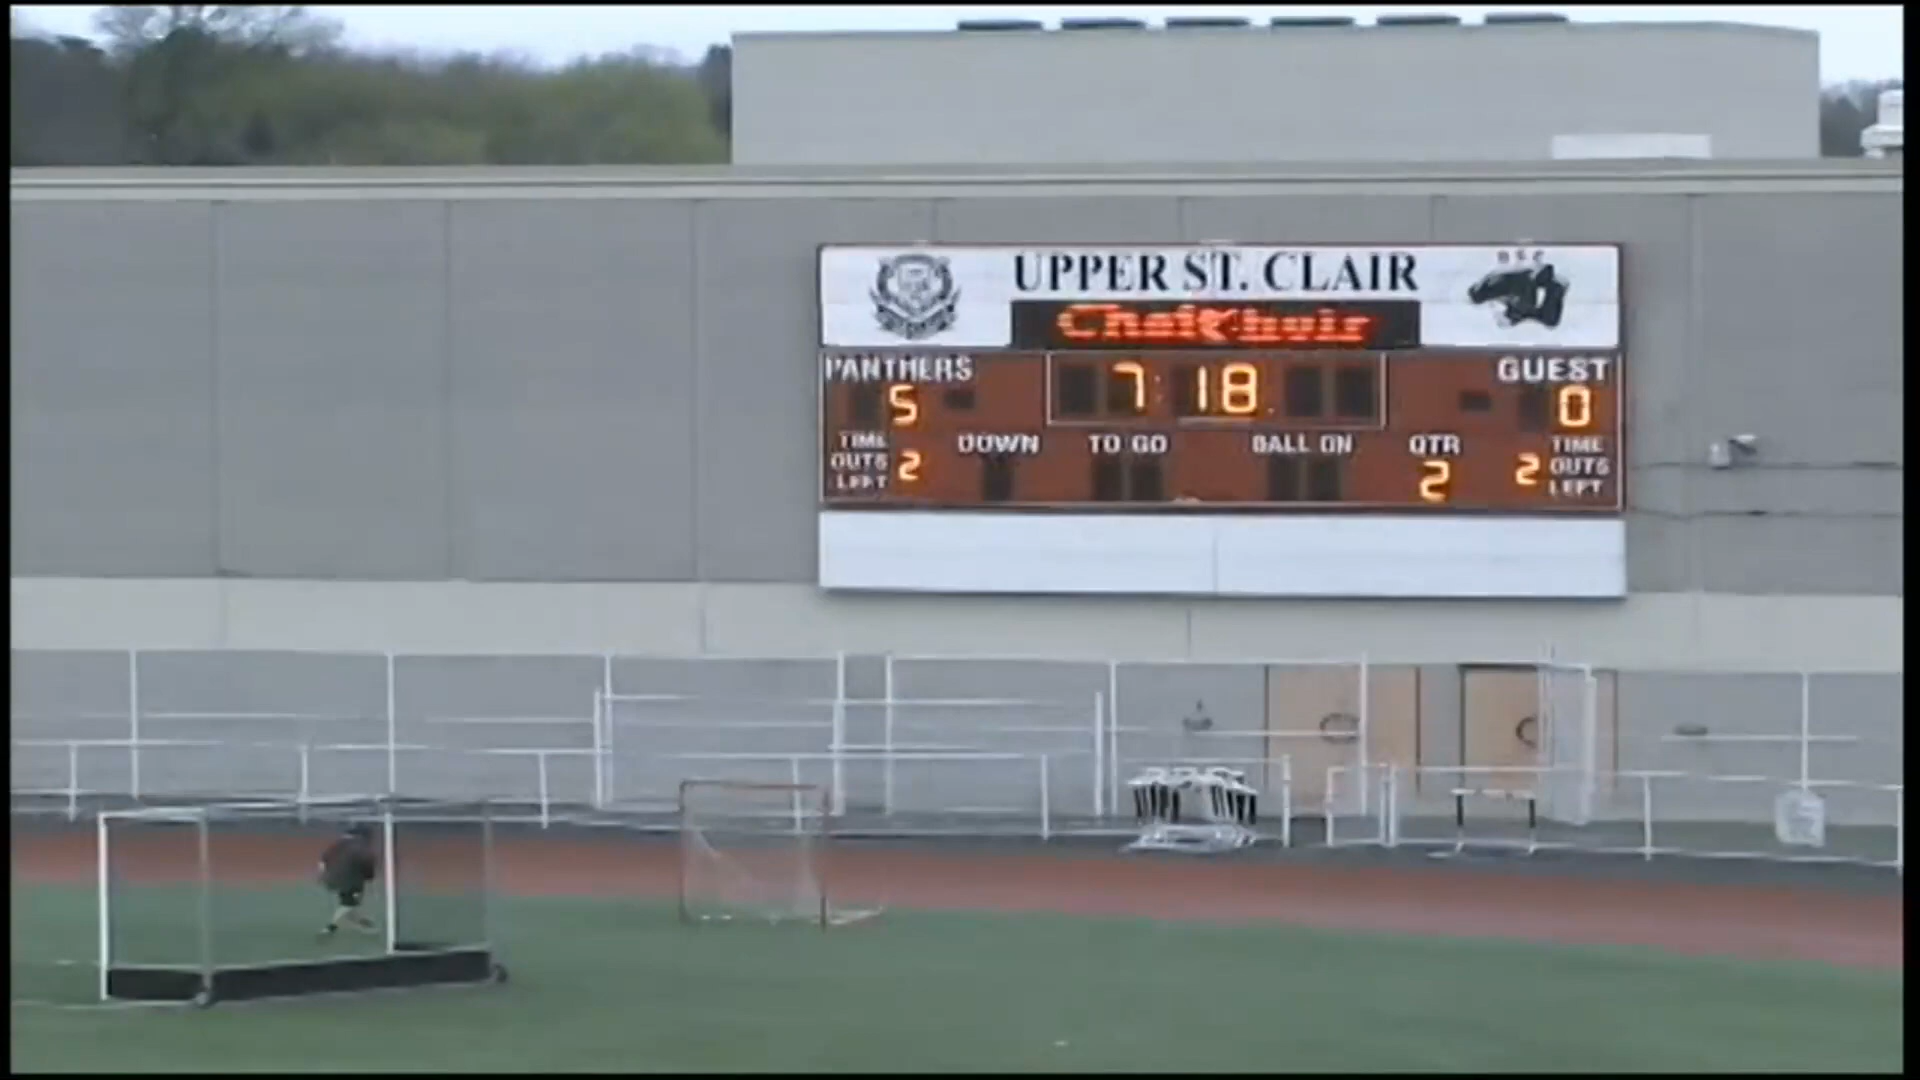 USC
UPPER ST. CLAIR
PANTHERS 7:18 GUEST
5 0
TIME OUTS LEFT 2 DOWN TO GO BALL ON QTR 2 2 TIME OUTS LEFT